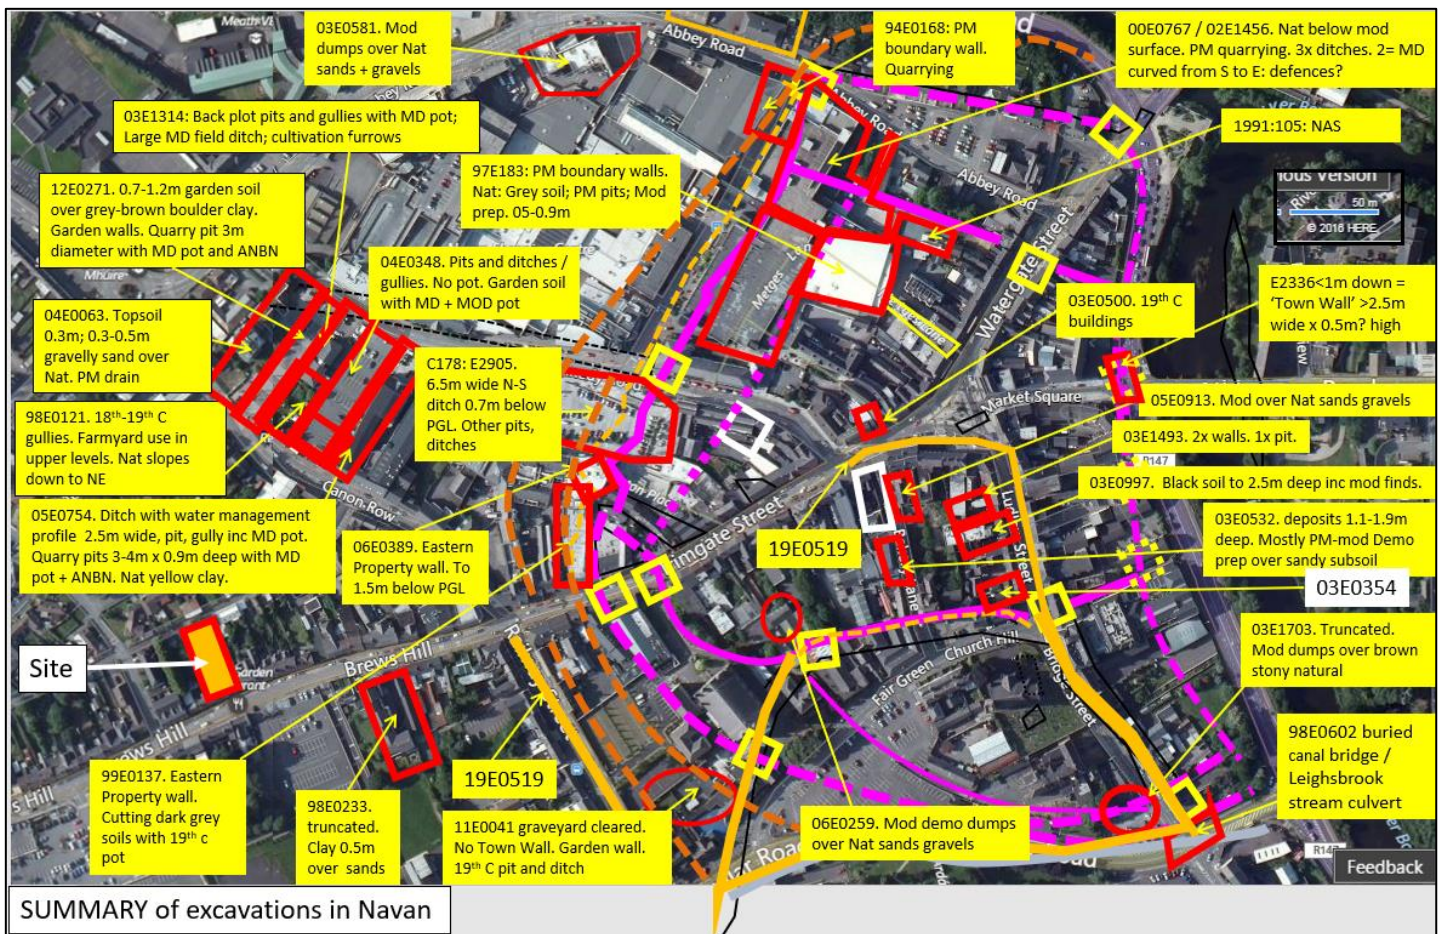 03E0581. Mod
dumps over Nat
sands + gravels
Abbey Road
94E0168: PM
boundary wall.
Quarrying
00E0767 / 02E1456. Nat below mod
surface. PM quarrying. 3x ditches. 2= MD
curved from S to E: defences?
03E1314: Back plot pits and gullies with MD pot;
Large MD field ditch; cultivation furrows
1991:105: NAS
97E183: PM boundary walls.
Nat: Grey soil; PM pits; Mod
prep. 05-0.9m
Abbey Road
Abbey Road
12E0271. 0.7-1.2m garden soil
over grey-brown boulder clay.
Garden walls. Quarry pit 3m
diameter with MD pot and ANBN
Mhuire
04E0348. Pits and ditches /
gullies. No pot. Garden soil
with MD + MOD pot
Metges
Watergate Street
ious Version
50 m
© 2016 HERE
E2336<1m down =
‘Town Wall’ >2.5m
wide x 0.5m? high
04E0063. Topsoil
0.3m; 0.3-0.5m
gravelly sand over
Nat. PM drain
03E0500. 19th C
buildings
C178: E2905.
6.5m wide N-S
ditch 0.7m below
PGL. Other pits,
ditches
Market Square
05E0913. Mod over Nat sands gravels
98E0121. 18th-19th C
gullies. Farmyard use in
upper levels. Nat slopes
down to NE
03E1493. 2x walls. 1x pit.
R147
03E0997. Black soil to 2.5m deep inc mod finds.
Canon Row
05E0754. Ditch with water management
profile 2.5m wide, pit, gully inc MD pot.
Quarry pits 3-4m x 0.9m deep with MD
pot + ANBN. Nat yellow clay.
06E0389. Eastern
Property wall. To
1.5m below PGL
imgate Street
19E0519
03E0532. deposits 1.1-1.9m
deep. Mostly PM-mod Demo
prep over sandy subsoil
03E0354
03E1703. Truncated.
Mod dumps over brown
stony natural
Site
Brews Hill
Fair Green
Church Hill
Bridge Street
98E0602 buried
canal bridge /
Leighsbrook
stream culvert
99E0137. Eastern
Property wall.
Cutting dark grey
soils with 19th c
pot
98E0233.
truncated.
Clay 0.5m
over sands
19E0519
11E0041 graveyard cleared.
No Town Wall. Garden wall.
19th C pit and ditch
06E0259. Mod demo dumps
over Nat sands gravels
Road
Feedback
SUMMARY of excavations in Navan